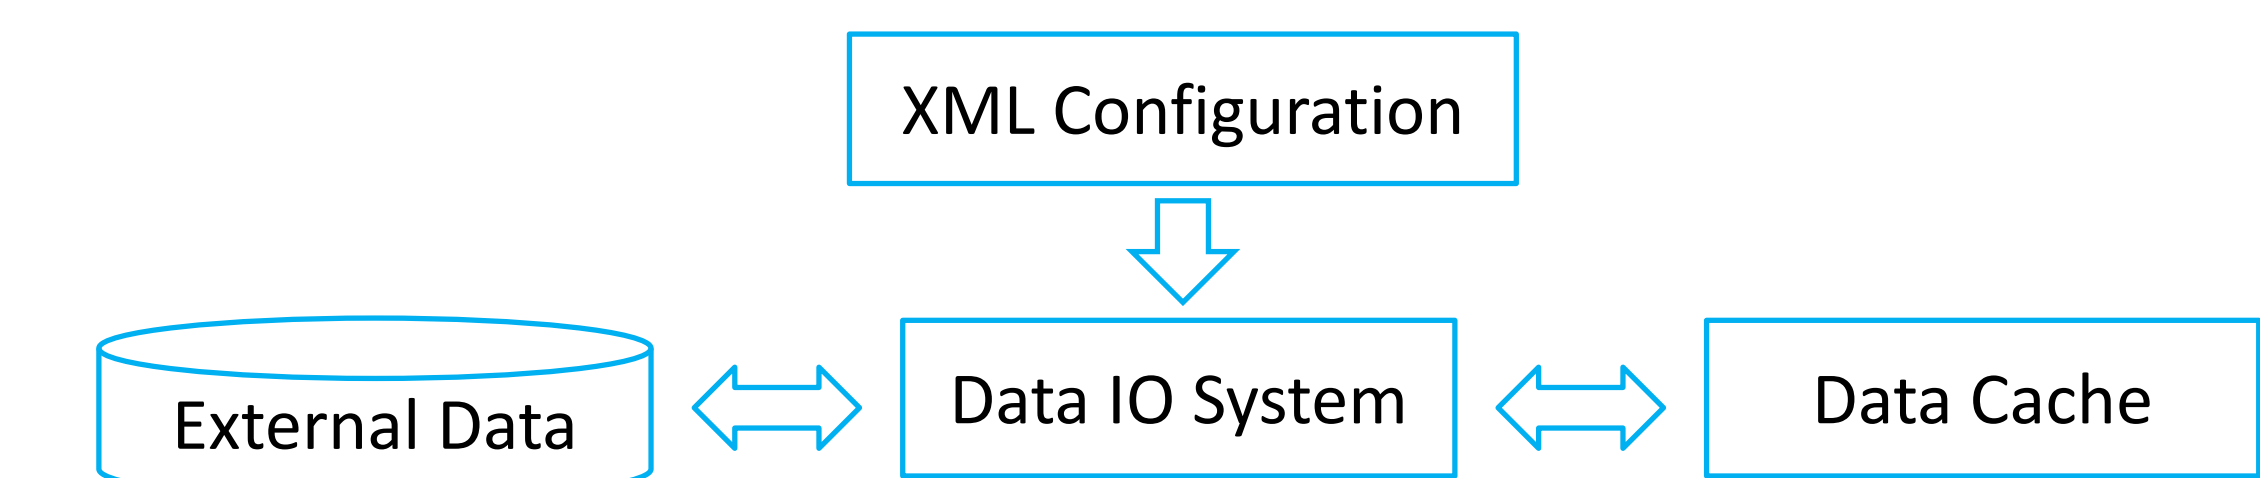 XML Configuration
External Data
Data IO System
Data Cache